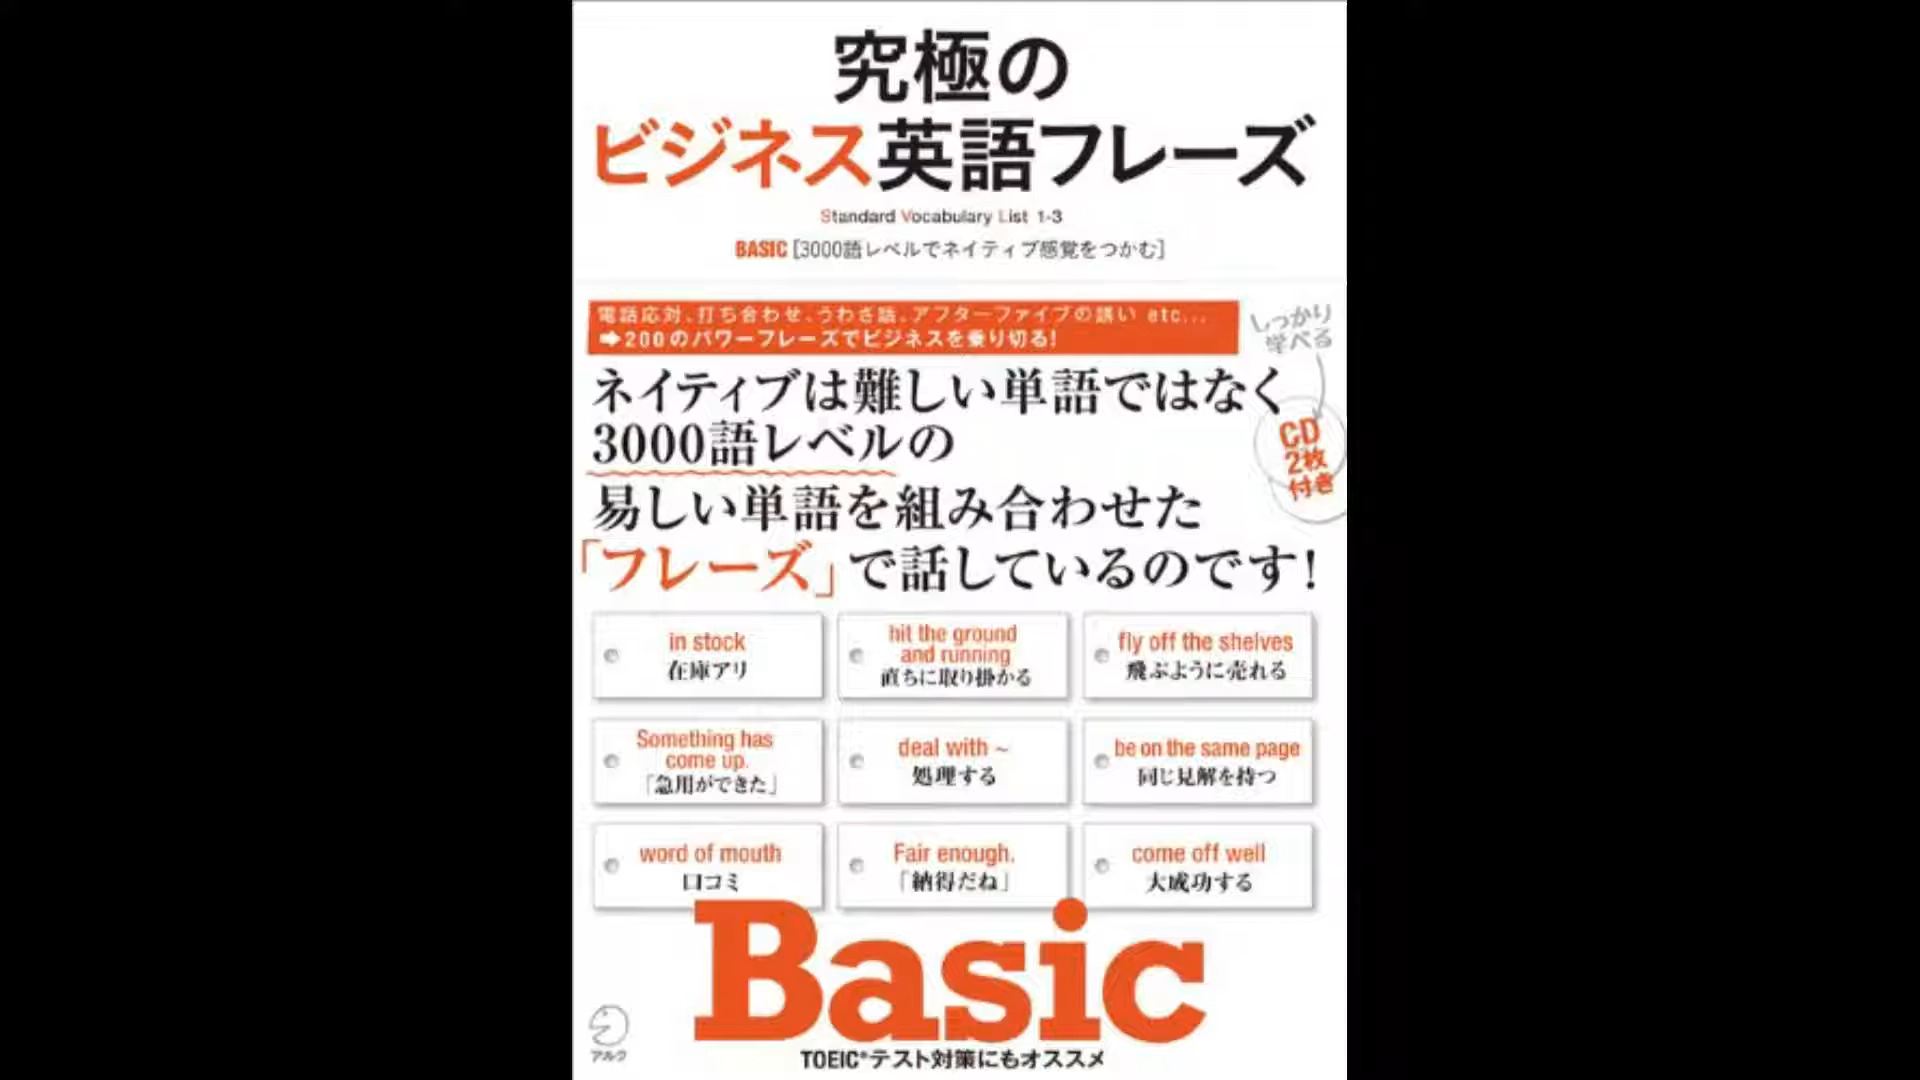 究極の
ビジネス英語フレーズ
Standard Vocabulary List 1-3
BASIC [3000語レベルでネイティブ感覚をつかむ]
電話応対、打ち合わせ、うわさ話、アフターファイブの誘い etc...
➡200のパワーフレーズでビジネスを乗り切る!
しっかり
学べる
CD
2枚
付き
ネイティブは難しい単語ではなく
3000語レベルの
易しい単語を組み合わせた
「フレーズ」で話しているのです!
in stock
在庫アリ
hit the ground
and running
直ちに取り掛かる
fly off the shelves
飛ぶように売れる
Something has
come up.
「急用ができた」
deal with ~
処理する
be on the same page
同じ見解を持つ
word of mouth
口コミ
Fair enough.
「納得だね」
come off well
大成功する
Basic
アルク
TOEIC®テスト対策にもオススメ